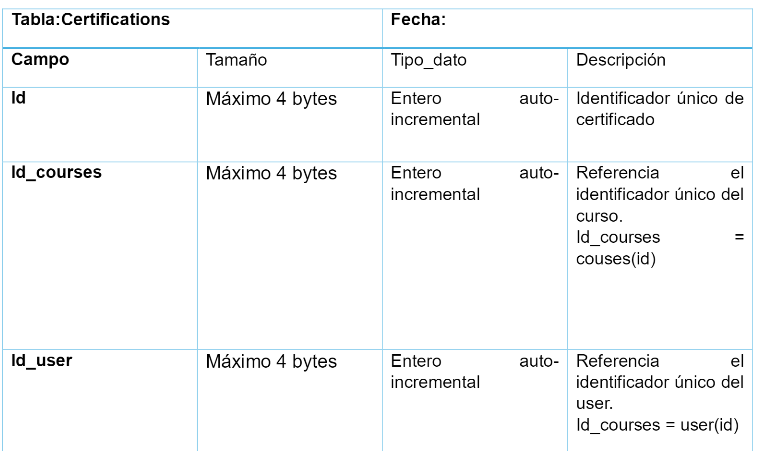 Tabla:Certifications Fecha:
Campo Tamaño Tipo_dato Descripción
Id Máximo 4 bytes Entero auto- Identificador único de
incremental certificado
Id_courses Máximo 4 bytes Entero auto- Referencia el
incremental identificador único del
curso.
Id_courses =
couses(id)
Id_user Máximo 4 bytes Entero auto- Referencia el
incremental identificador único del
user.
Id_courses = user(id)